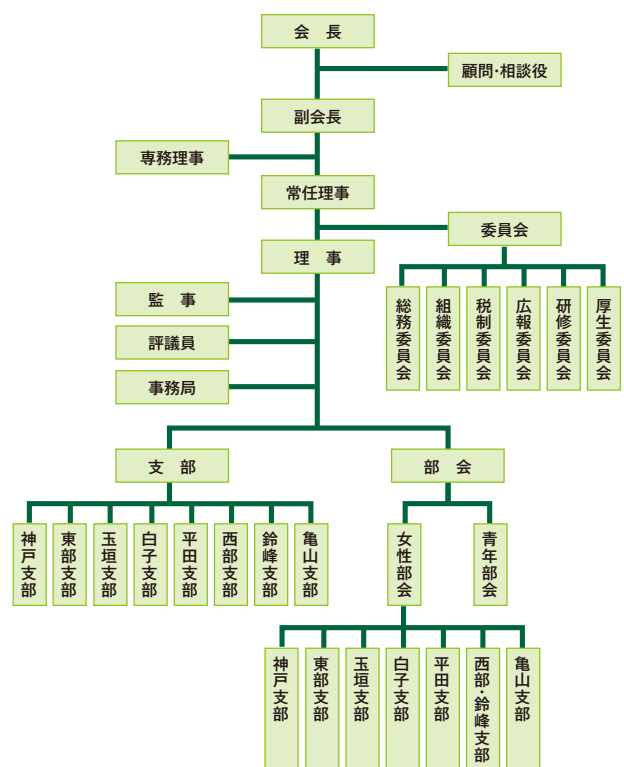 会　長
顧問・相談役
副会長
専務理事
常任理事
委員会
理　事
監　事
評議員
事務局
総務委員会
組織委員会
税制委員会
広報委員会
研修委員会
厚生委員会
支　部
部　会
神戸支部
東部支部
玉垣支部
白子支部
平田支部
西部支部
鈴峰支部
亀山支部
女性部会
青年部会
神戸支部
東部支部
玉垣支部
白子支部
平田支部
西部・鈴峰支部
亀山支部